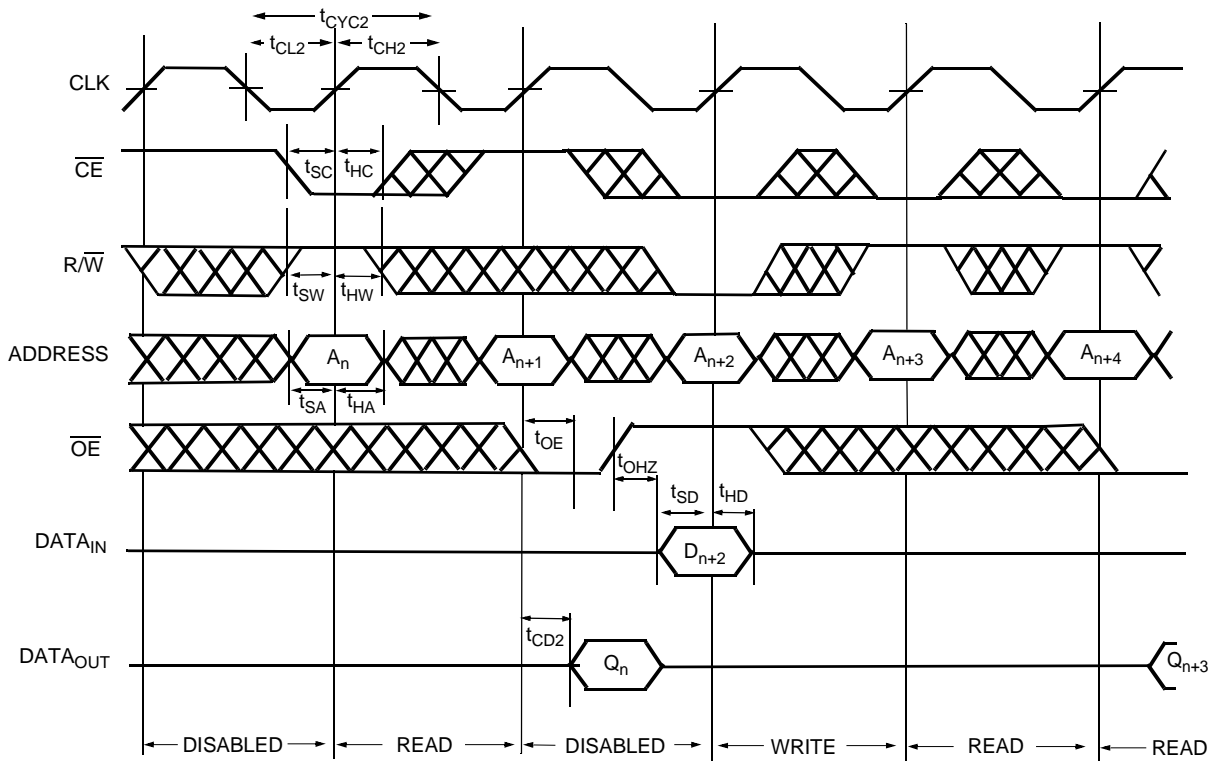 tCYC2
tCL2 tCH2
CLK
CE tSC tHC
R/W
tSW tHW
ADDRESS An An+1 An+2 An+3 An+4
tSA tHA
OE tOE
tOHZ
tSD tHD
DATAIN Dn+2
tCD2
DATAOUT Qn Qn+3
DISABLED READ DISABLED WRITE READ READ